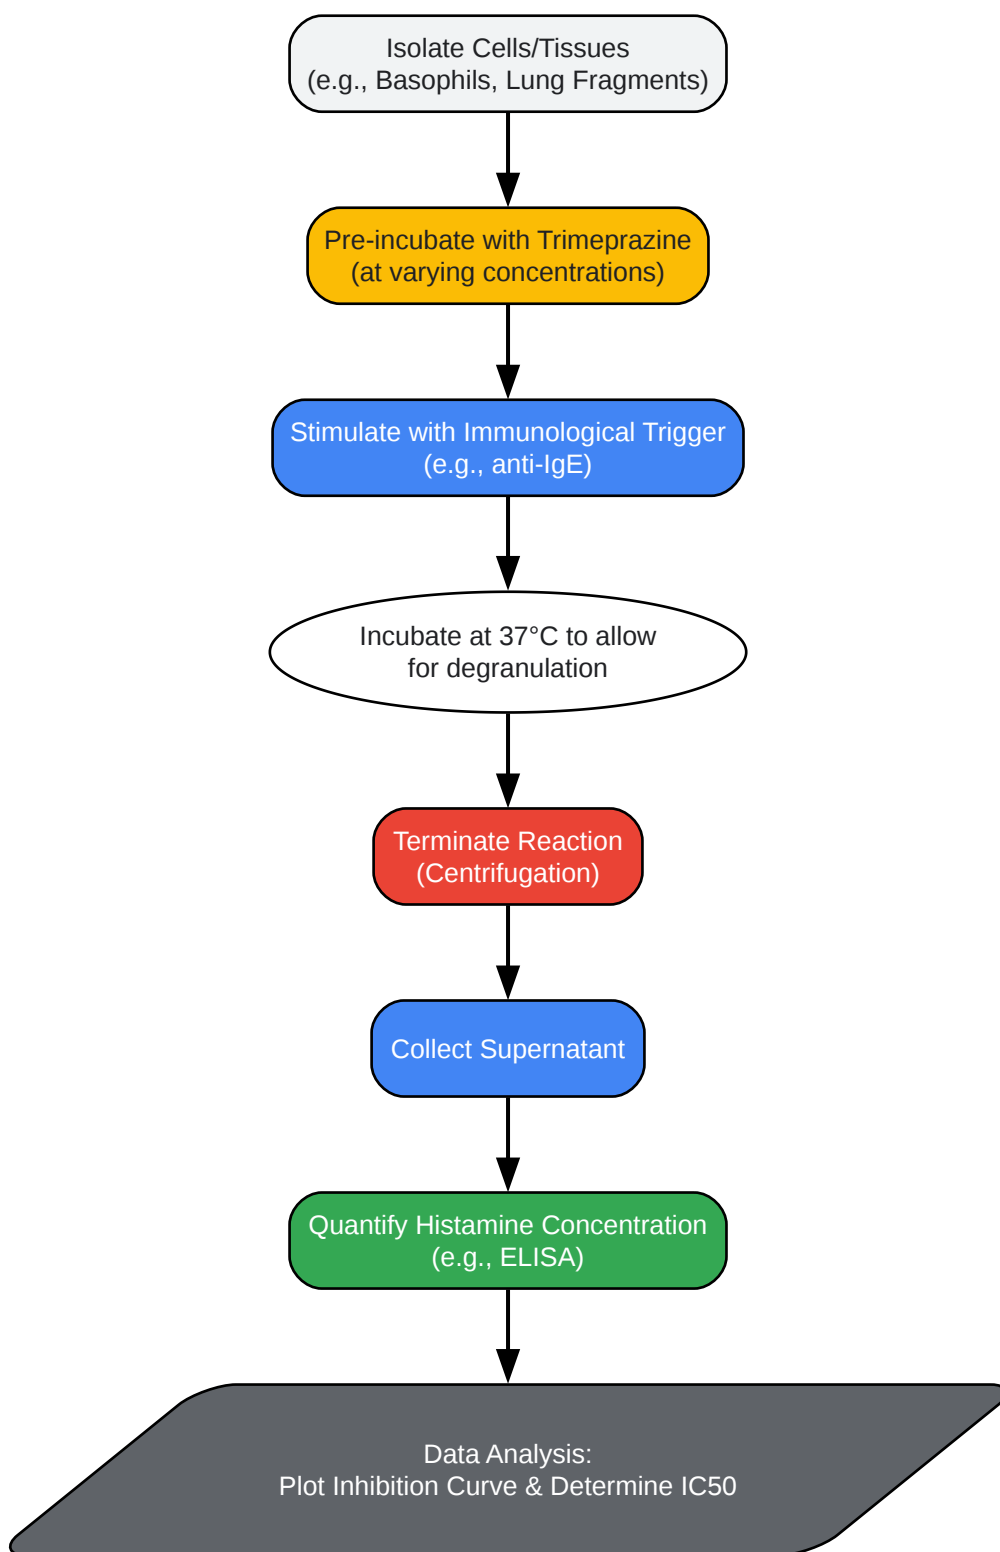 Isolate Cells/Tissues
(e.g., Basophils, Lung Fragments)
Pre-incubate with Trimeprazine
(at varying concentrations)
Stimulate with Immunological Trigger
(e.g., anti-IgE)
Incubate at 37°C to allow
for degranulation
Terminate Reaction
(Centrifugation)
Collect Supernatant
Quantify Histamine Concentration
(e.g., ELISA)
Data Analysis:
Plot Inhibition Curve & Determine IC50